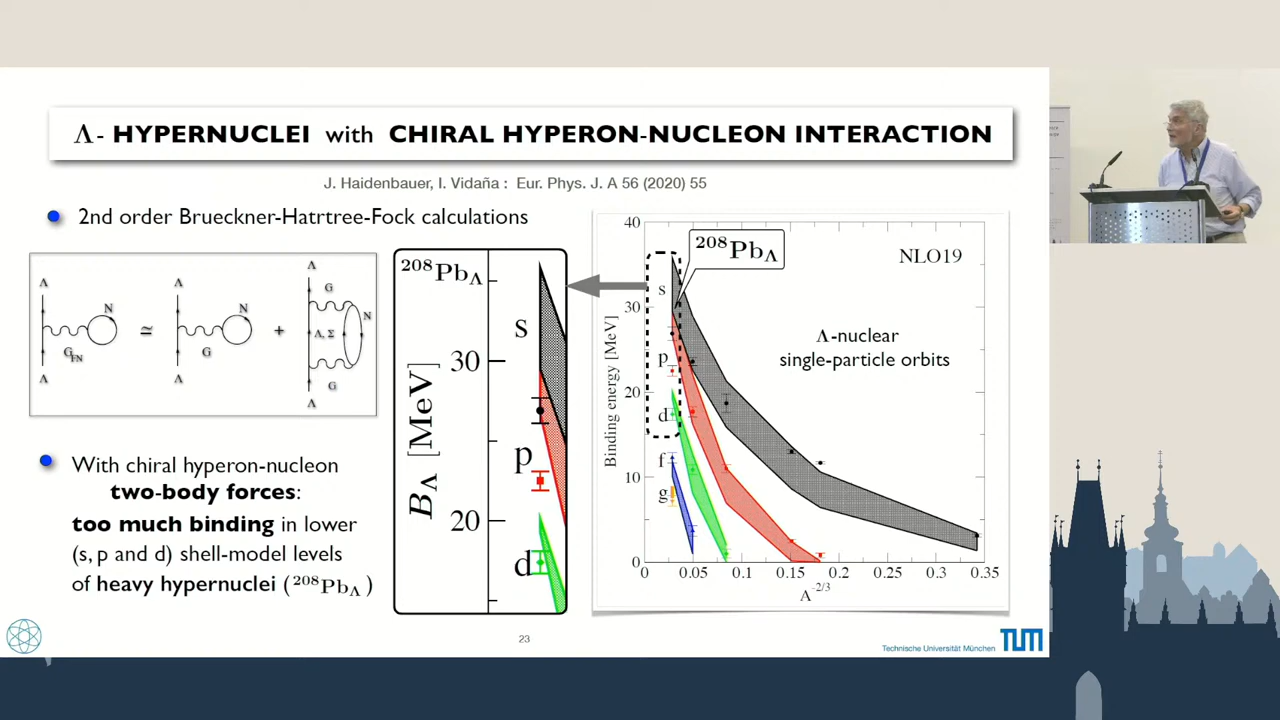 Λ - HYPERNUCLEI with CHIRAL HYPERON-NUCLEON INTERACTION
J. Haidenbauer, I. Vidaña : Eur. Phys. J. A 56 (2020) 55
2nd order Brueckner-Hatrtree-Fock calculations
Λ
N
G
FN
Λ
≃
Λ
N
G
Λ
+
Λ
G
Λ, Σ
N
G
Λ
With chiral hyperon-nucleon
two-body forces:
too much binding in lower
(s, p and d) shell-model levels
of heavy hypernuclei (²⁰⁸Pb_Λ)
²⁰⁸Pb_Λ
s
30
p
20
d
B_Λ [MeV]
40
30
20
10
0
Binding energy [MeV]
²⁰⁸Pb_Λ
NLO19
Λ-nuclear
single-particle orbits
s
p
d
f
g
0 0.05 0.1 0.15 0.2 0.25 0.3 0.35
A^-2/3
23
Technische Universität München
TUM